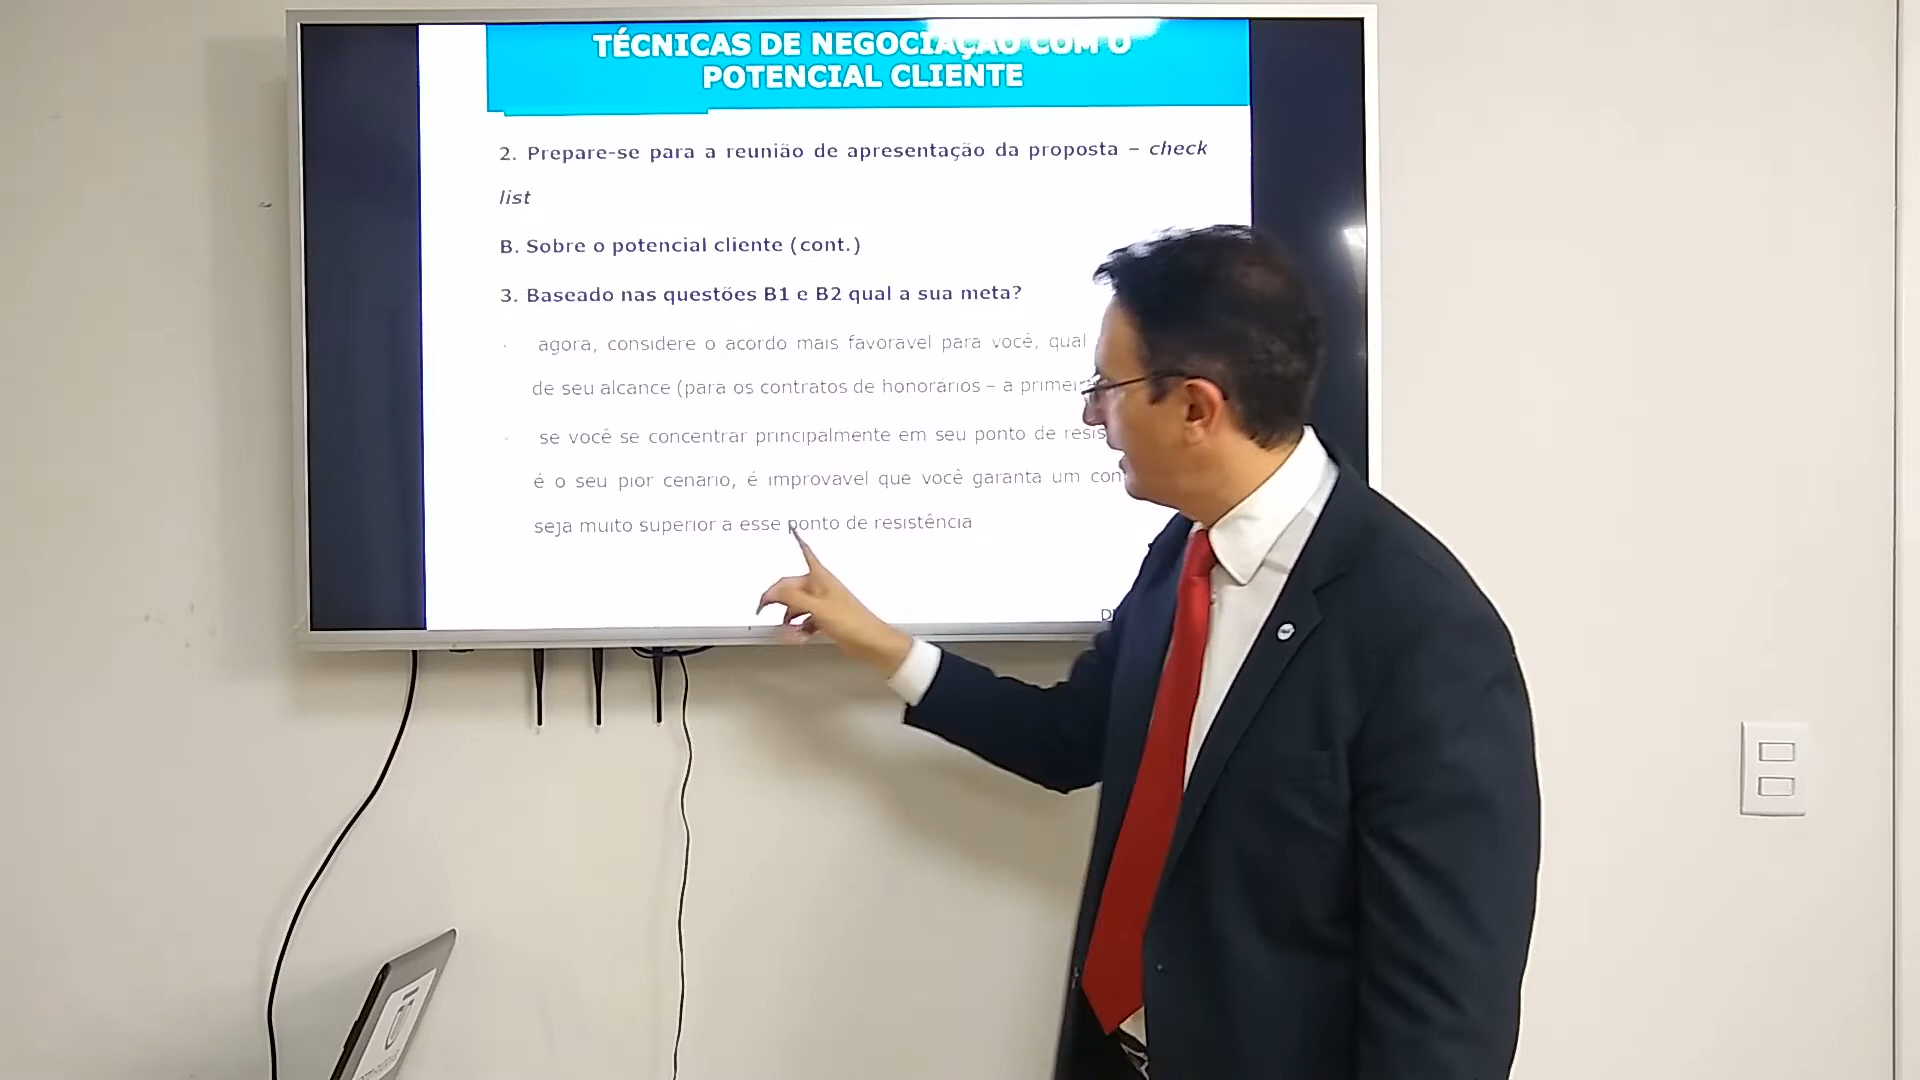 TÉCNICAS DE NEGOCIAÇÃO COM O
POTENCIAL CLIENTE
2. Prepare-se para a reunião de apresentação da proposta – check
list
B. Sobre o potencial cliente (cont.)
3. Baseado nas questões B1 e B2 qual a sua meta?
· agora, considere o acordo mais favorável para você, qual
de seu alcance (para os contratos de honorários – a primeira
· se você se concentrar principalmente em seu ponto de
é o seu pior cenário, é improvável que você garanta um
seja muito superior a esse ponto de resistência